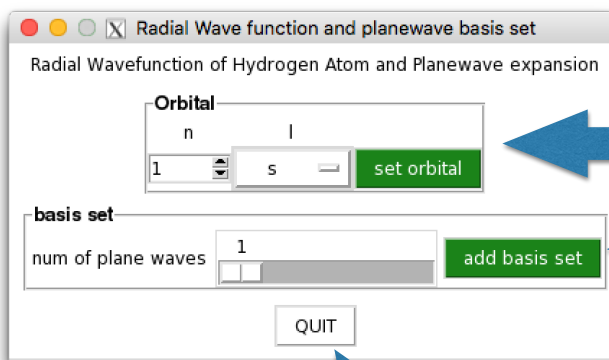 Radial Wave function and planewave basis set
Radial Wavefunction of Hydrogen Atom and Planewave expansion
Orbital
n l
1 s set orbital
basis set
1
num of plane waves add basis set
QUIT